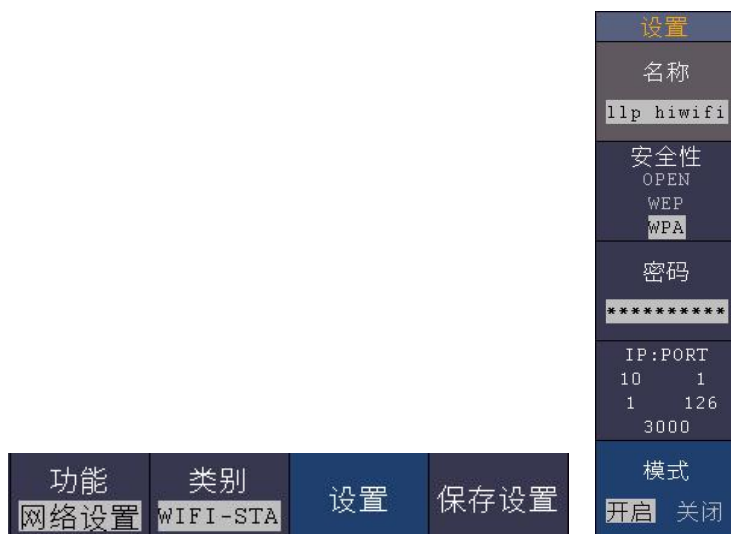 设置
名称
llp hiwifi
安全性
OPEN
WEP
WPA
密码
**********
IP:PORT
10 1
1 126
3000
模式
开启 关闭
功能 类别 设置 保存设置
网络设置 WIFI-STA